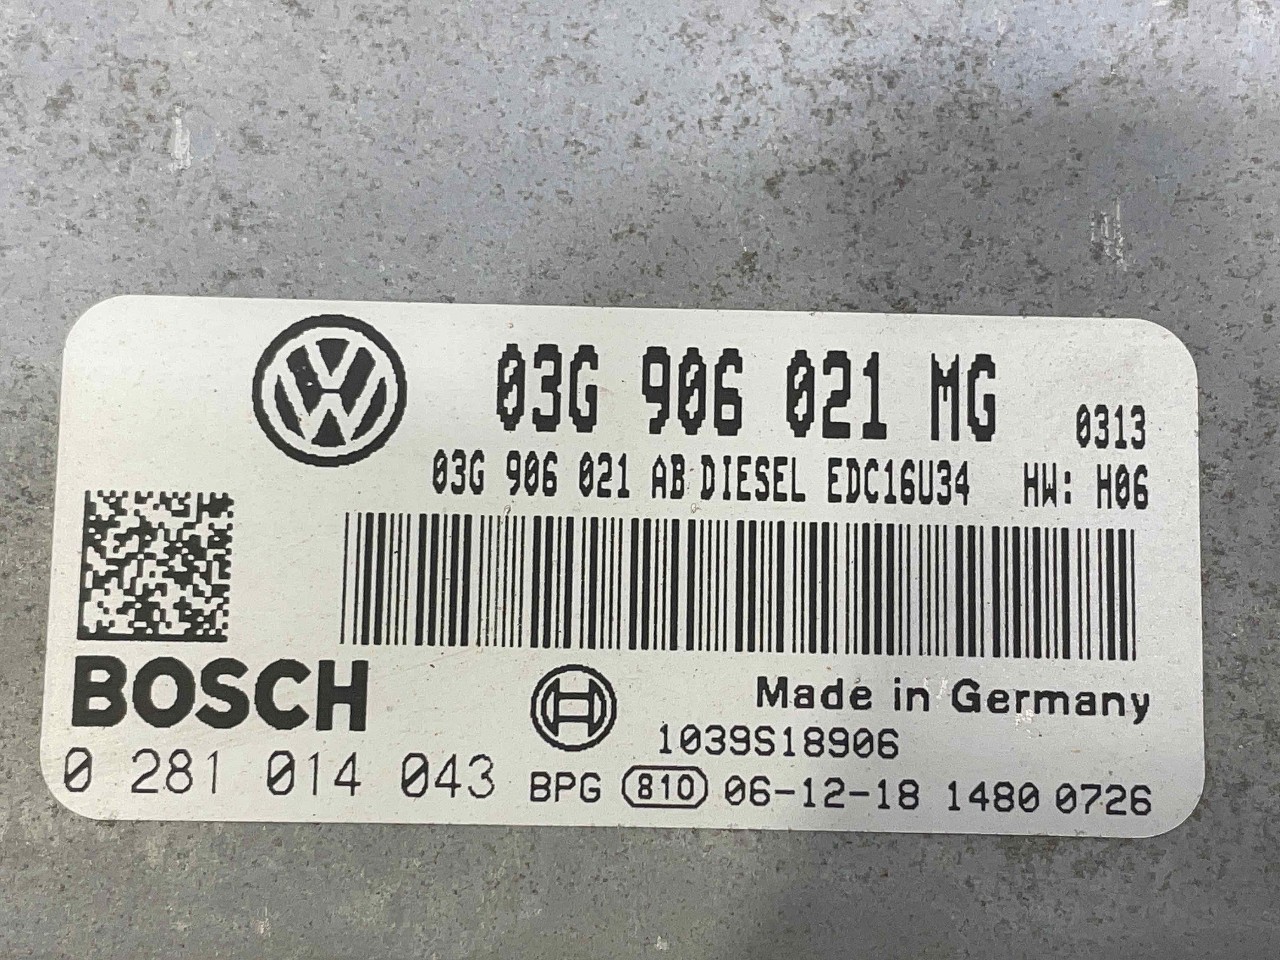 03G 906 021 MG 0313
03G 906 021 AB DIESEL EDC16U34 HW: H06
BOSCH
Made in Germany
1039S18906
0 281 014 043 BPG 810 06-12-18 1480 0726